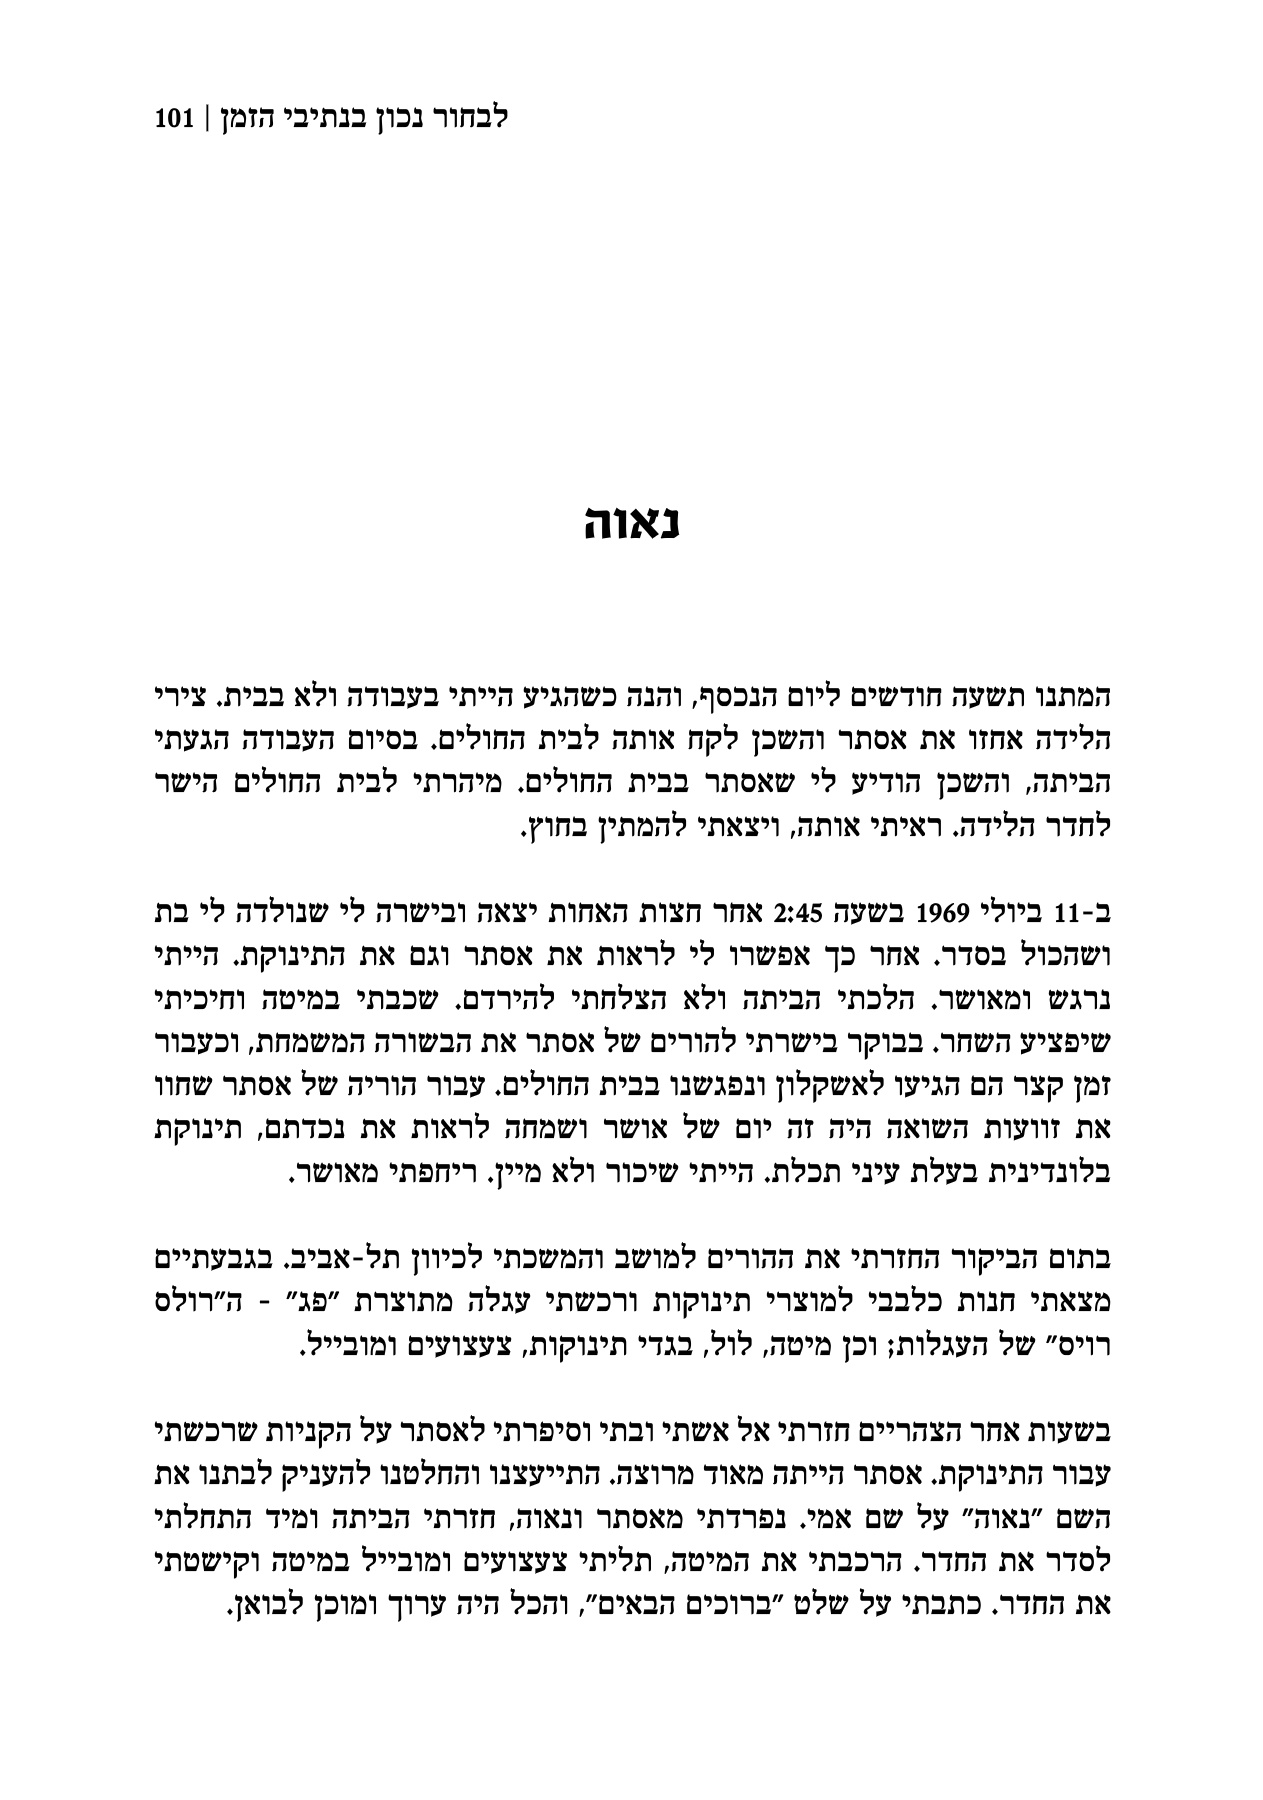 לבחור נכון בנתיבי הזמן | 101
נאוה
המתנו תשעה חודשים ליום הנכסף, והנה כשהגיע הייתי בעבודה ולא בבית. צירי
הלידה אחזו את אסתר והשכן לקח אותה לבית החולים. בסיום העבודה הגעתי
הביתה, והשכן הודיע לי שאסתר בבית החולים. מיהרתי לבית החולים הישר
לחדר הלידה. ראיתי אותה, ויצאתי להמתין בחוץ.
ב-11 ביולי 1969 בשעה 2:45 אחר חצות האחות יצאה ובישרה לי שנולדה לי בת
ושהכול בסדר. אחר כך אפשרו לי לראות את אסתר וגם את התינוקת. הייתי
נרגש ומאושר. הלכתי הביתה ולא הצלחתי להירדם. שכבתי במיטה וחיכיתי
שיפציע השחר. בבוקר בישרתי להורים של אסתר את הבשורה המשמחת, וכעבור
זמן קצר הם הגיעו לאשקלון ונפגשנו בבית החולים. עבור הוריה של אסתר שחוו
את זוועות השואה היה זה יום של אושר ושמחה לראות את נכדתם, תינוקת
בלונדינית בעלת עיני תכלת. הייתי שיכור ולא מיין. ריחפתי מאושר.
בתום הביקור החזרתי את ההורים למושב והמשכתי לכיוון תל-אביב. בגבעתיים
מצאתי חנות כלבבי למוצרי תינוקות ורכשתי עגלה מתוצרת "פג" - ה"רולס
רויס" של העגלות; וכן מיטה, לול, בגדי תינוקות, צעצועים ומובייל.
בשעות אחר הצהריים חזרתי אל אשתי ובתי וסיפרתי לאסתר על הקניות שרכשתי
עבור התינוקת. אסתר הייתה מאוד מרוצה. התייעצנו והחלטנו להעניק לבתנו את
השם "נאוה" על שם אמי. נפרדתי מאסתר ונאוה, חזרתי הביתה ומיד התחלתי
לסדר את החדר. הרכבתי את המיטה, תליתי צעצועים ומובייל במיטה וקישטתי
את החדר. כתבתי על שלט "ברוכים הבאים", והכל היה ערוך ומוכן לבואן.